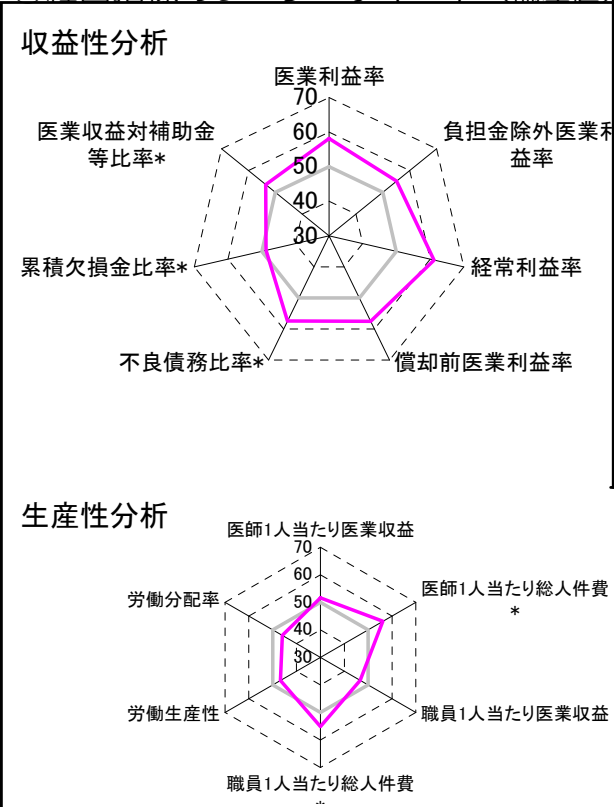 収益性分析
医業利益率
70
60
50
40
30
負担金除外医業利
益率
経常利益率
償却前医業利益率
不良債務比率*
累積欠損金比率*
医業収益対補助金
等比率*
生産性分析
医師1人当たり医業収益
70
60
50
40
30
医師1人当たり総人件費
*
職員1人当たり医業収益
職員1人当たり総人件費
*
労働生産性
労働分配率